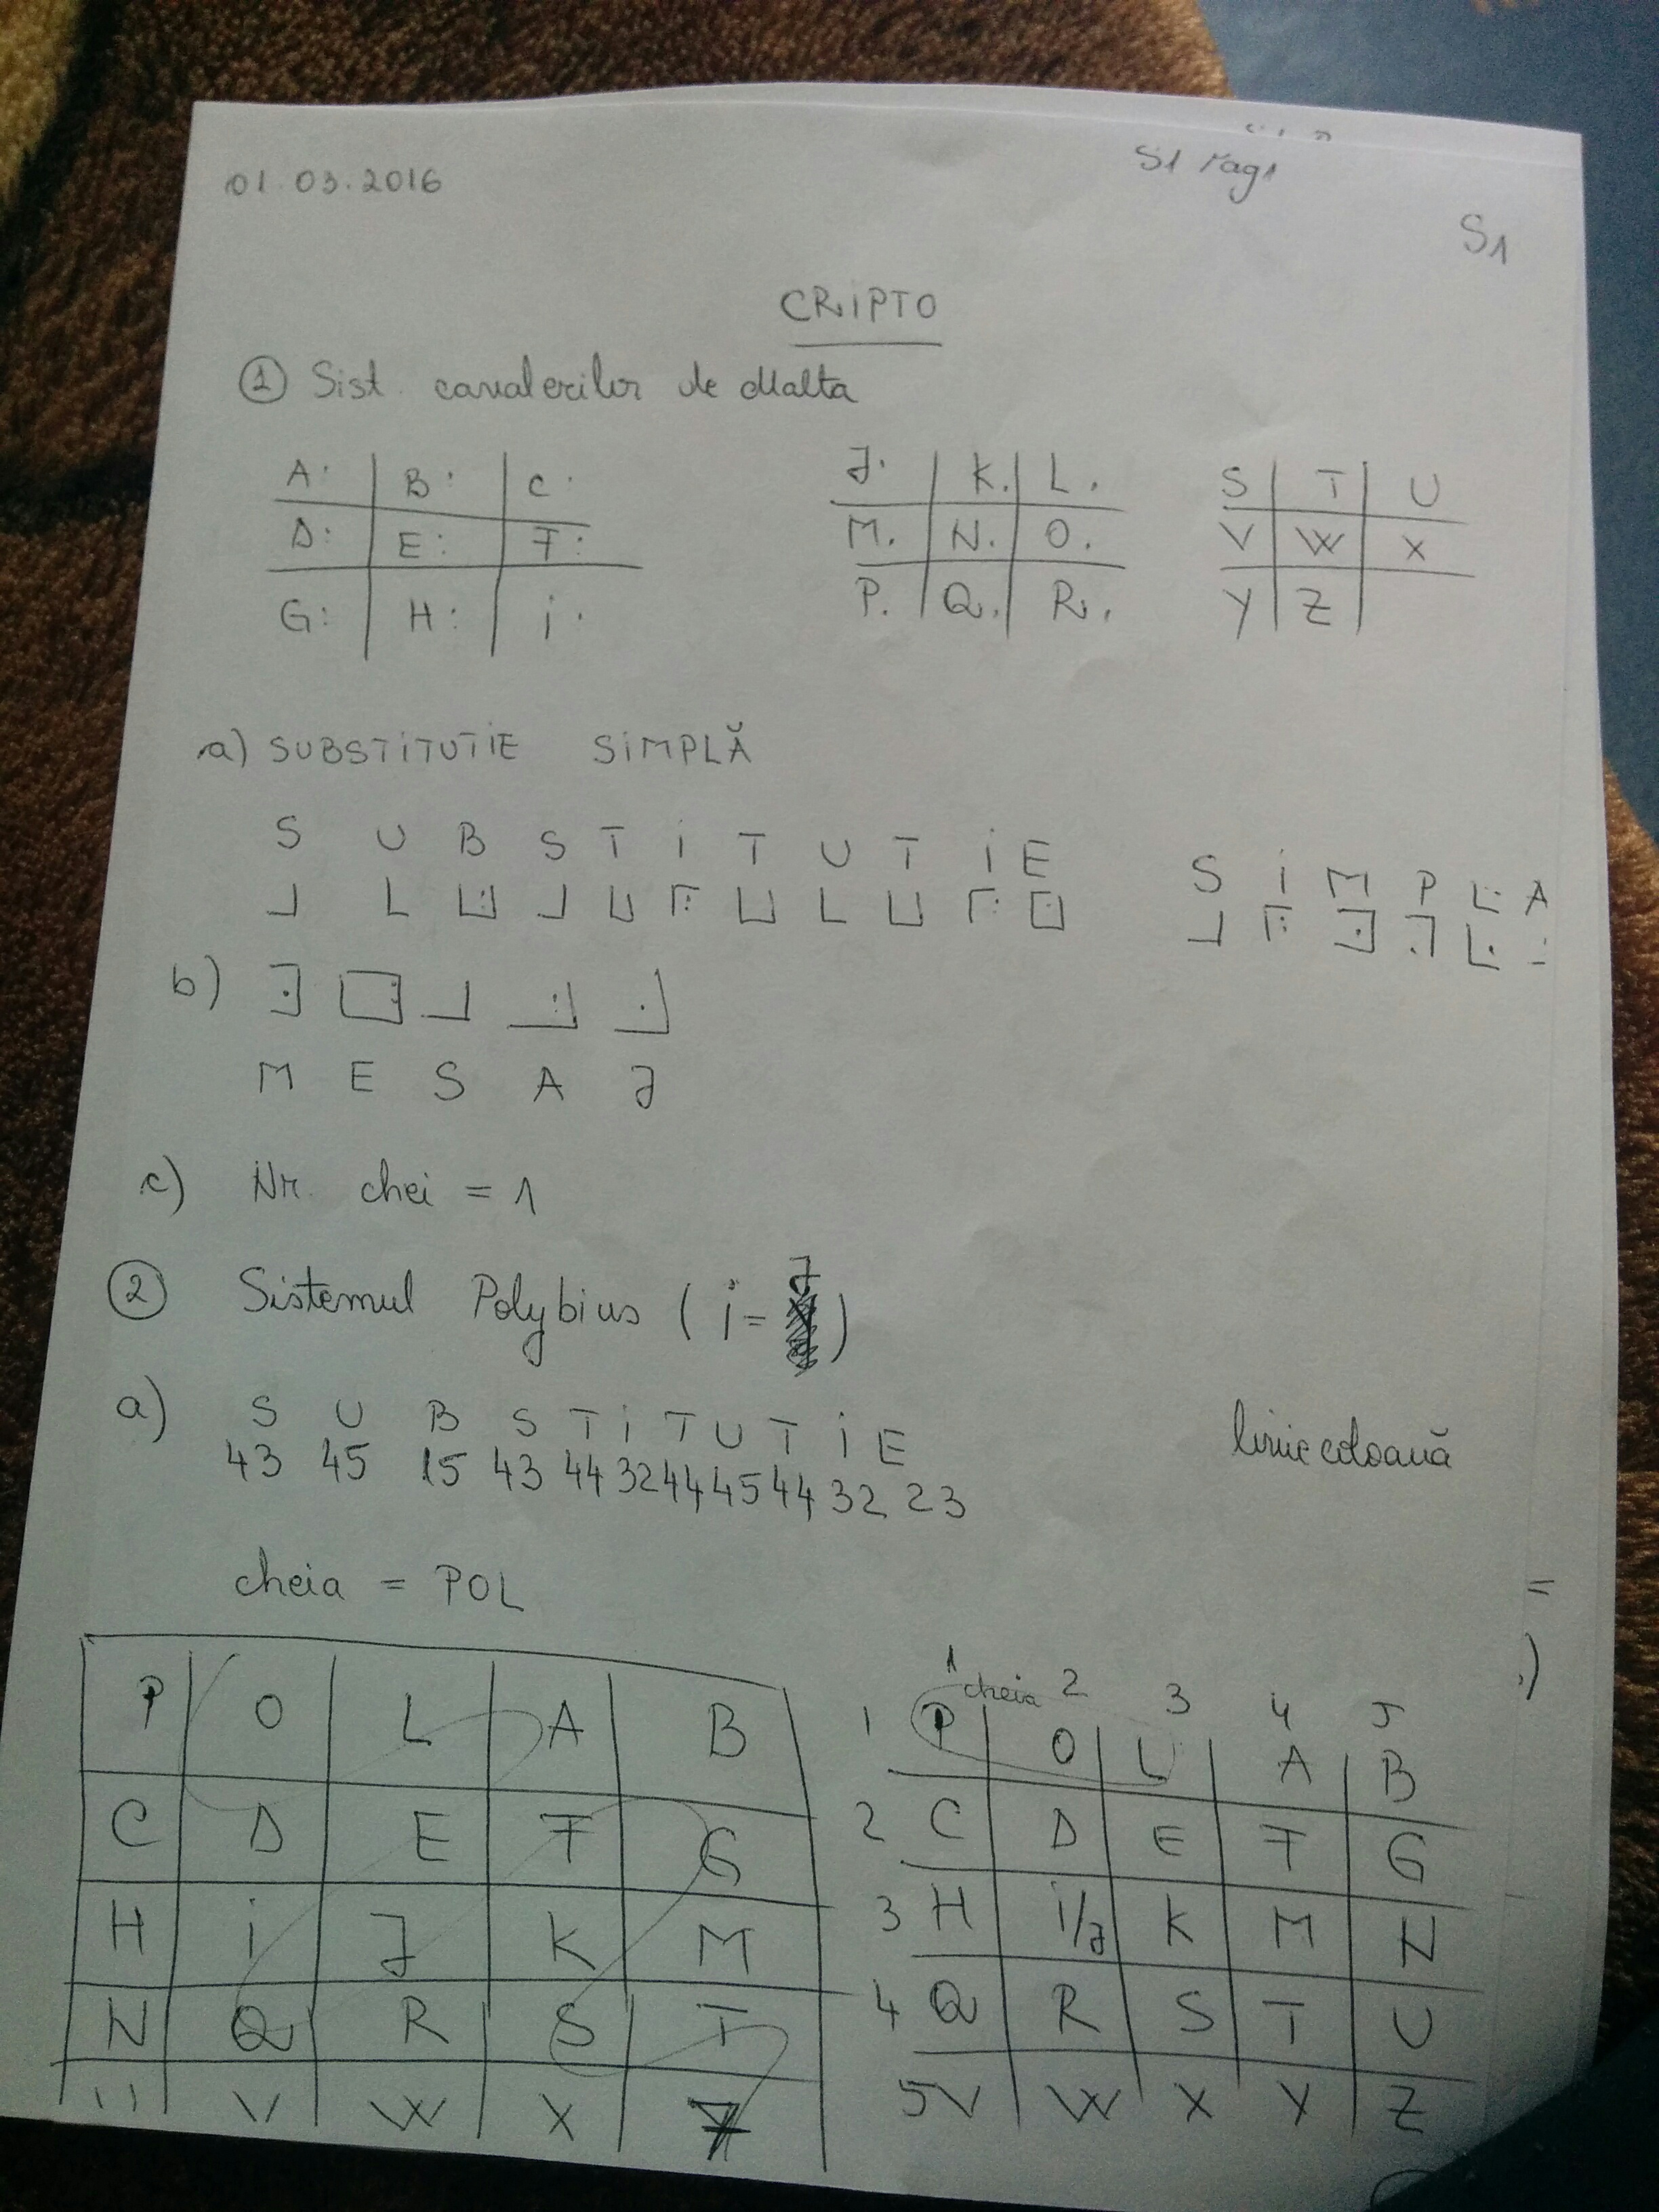 01.03.2016
S1 Pag1
S1
CRIPTO
1 Sist. cavalerilor de Malta
A: B: C:
D: E: F:
G: H: i:
J. K. L.
M. N. O.
P. Q. R.
S T U
V W X
Y Z
a) SUBSTITUTIE SIMPLĂ
S U B S T i T U T i E S i M P L A
b)
M E S A J
c) Nr. chei = 1
2 Sistemul Polybius (i=J)
a) S U B S T i T U T i E
43 45 15 43 44 32 44 45 44 32 23
linie coloană
cheia = POL
P O L A B
C D E F G
H i J K M
N Q R S T
U V W X Z
cheia
1 2 3 4 5
1 P O L A B
2 C D E F G
3 H i/J K M N
4 Q R S T U
5 V W X Y Z